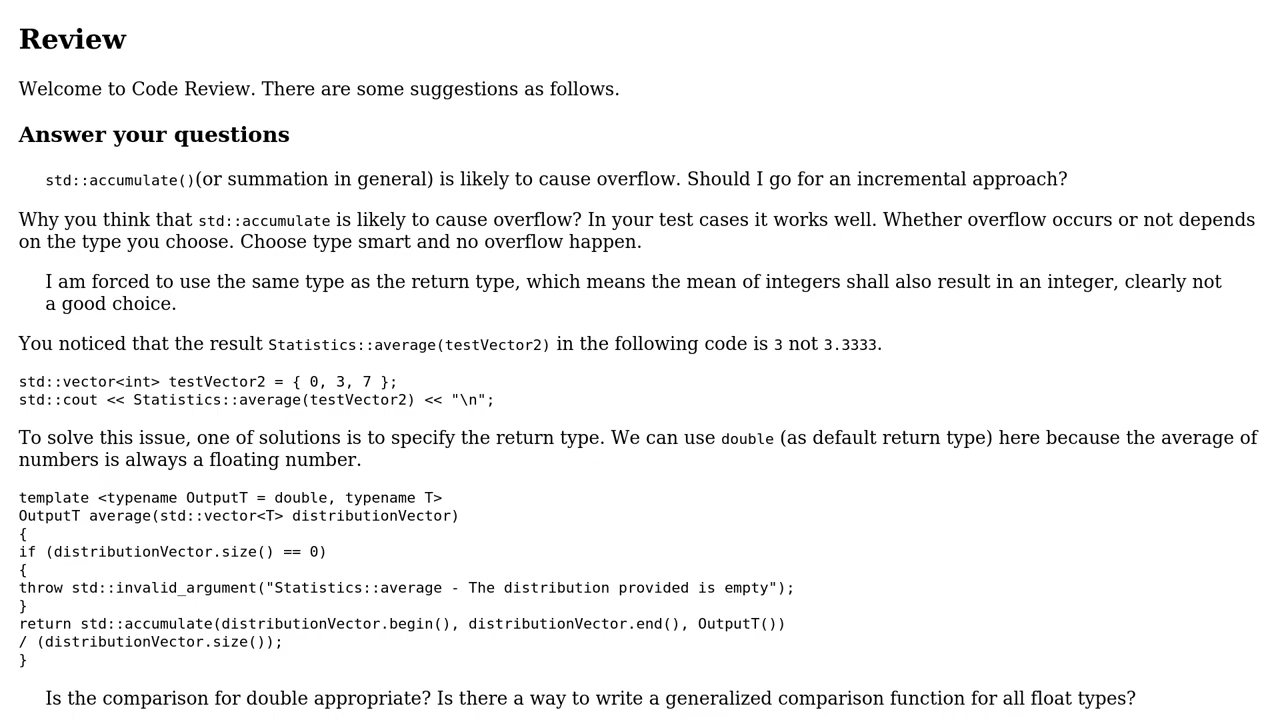 Review
Welcome to Code Review. There are some suggestions as follows.
Answer your questions
std::accumulate()(or summation in general) is likely to cause overflow. Should I go for an incremental approach?
Why you think that std::accumulate is likely to cause overflow? In your test cases it works well. Whether overflow occurs or not depends
on the type you choose. Choose type smart and no overflow happen.
I am forced to use the same type as the return type, which means the mean of integers shall also result in an integer, clearly not
a good choice.
You noticed that the result Statistics::average(testVector2) in the following code is 3 not 3.3333.
std::vector<int> testVector2 = { 0, 3, 7 };
std::cout << Statistics::average(testVector2) << "\n";
To solve this issue, one of solutions is to specify the return type. We can use double (as default return type) here because the average of
numbers is always a floating number.
template <typename OutputT = double, typename T>
OutputT average(std::vector<T> distributionVector)
{
if (distributionVector.size() == 0)
{
throw std::invalid_argument("Statistics::average - The distribution provided is empty");
}
return std::accumulate(distributionVector.begin(), distributionVector.end(), OutputT())
/ (distributionVector.size());
}
Is the comparison for double appropriate? Is there a way to write a generalized comparison function for all float types?